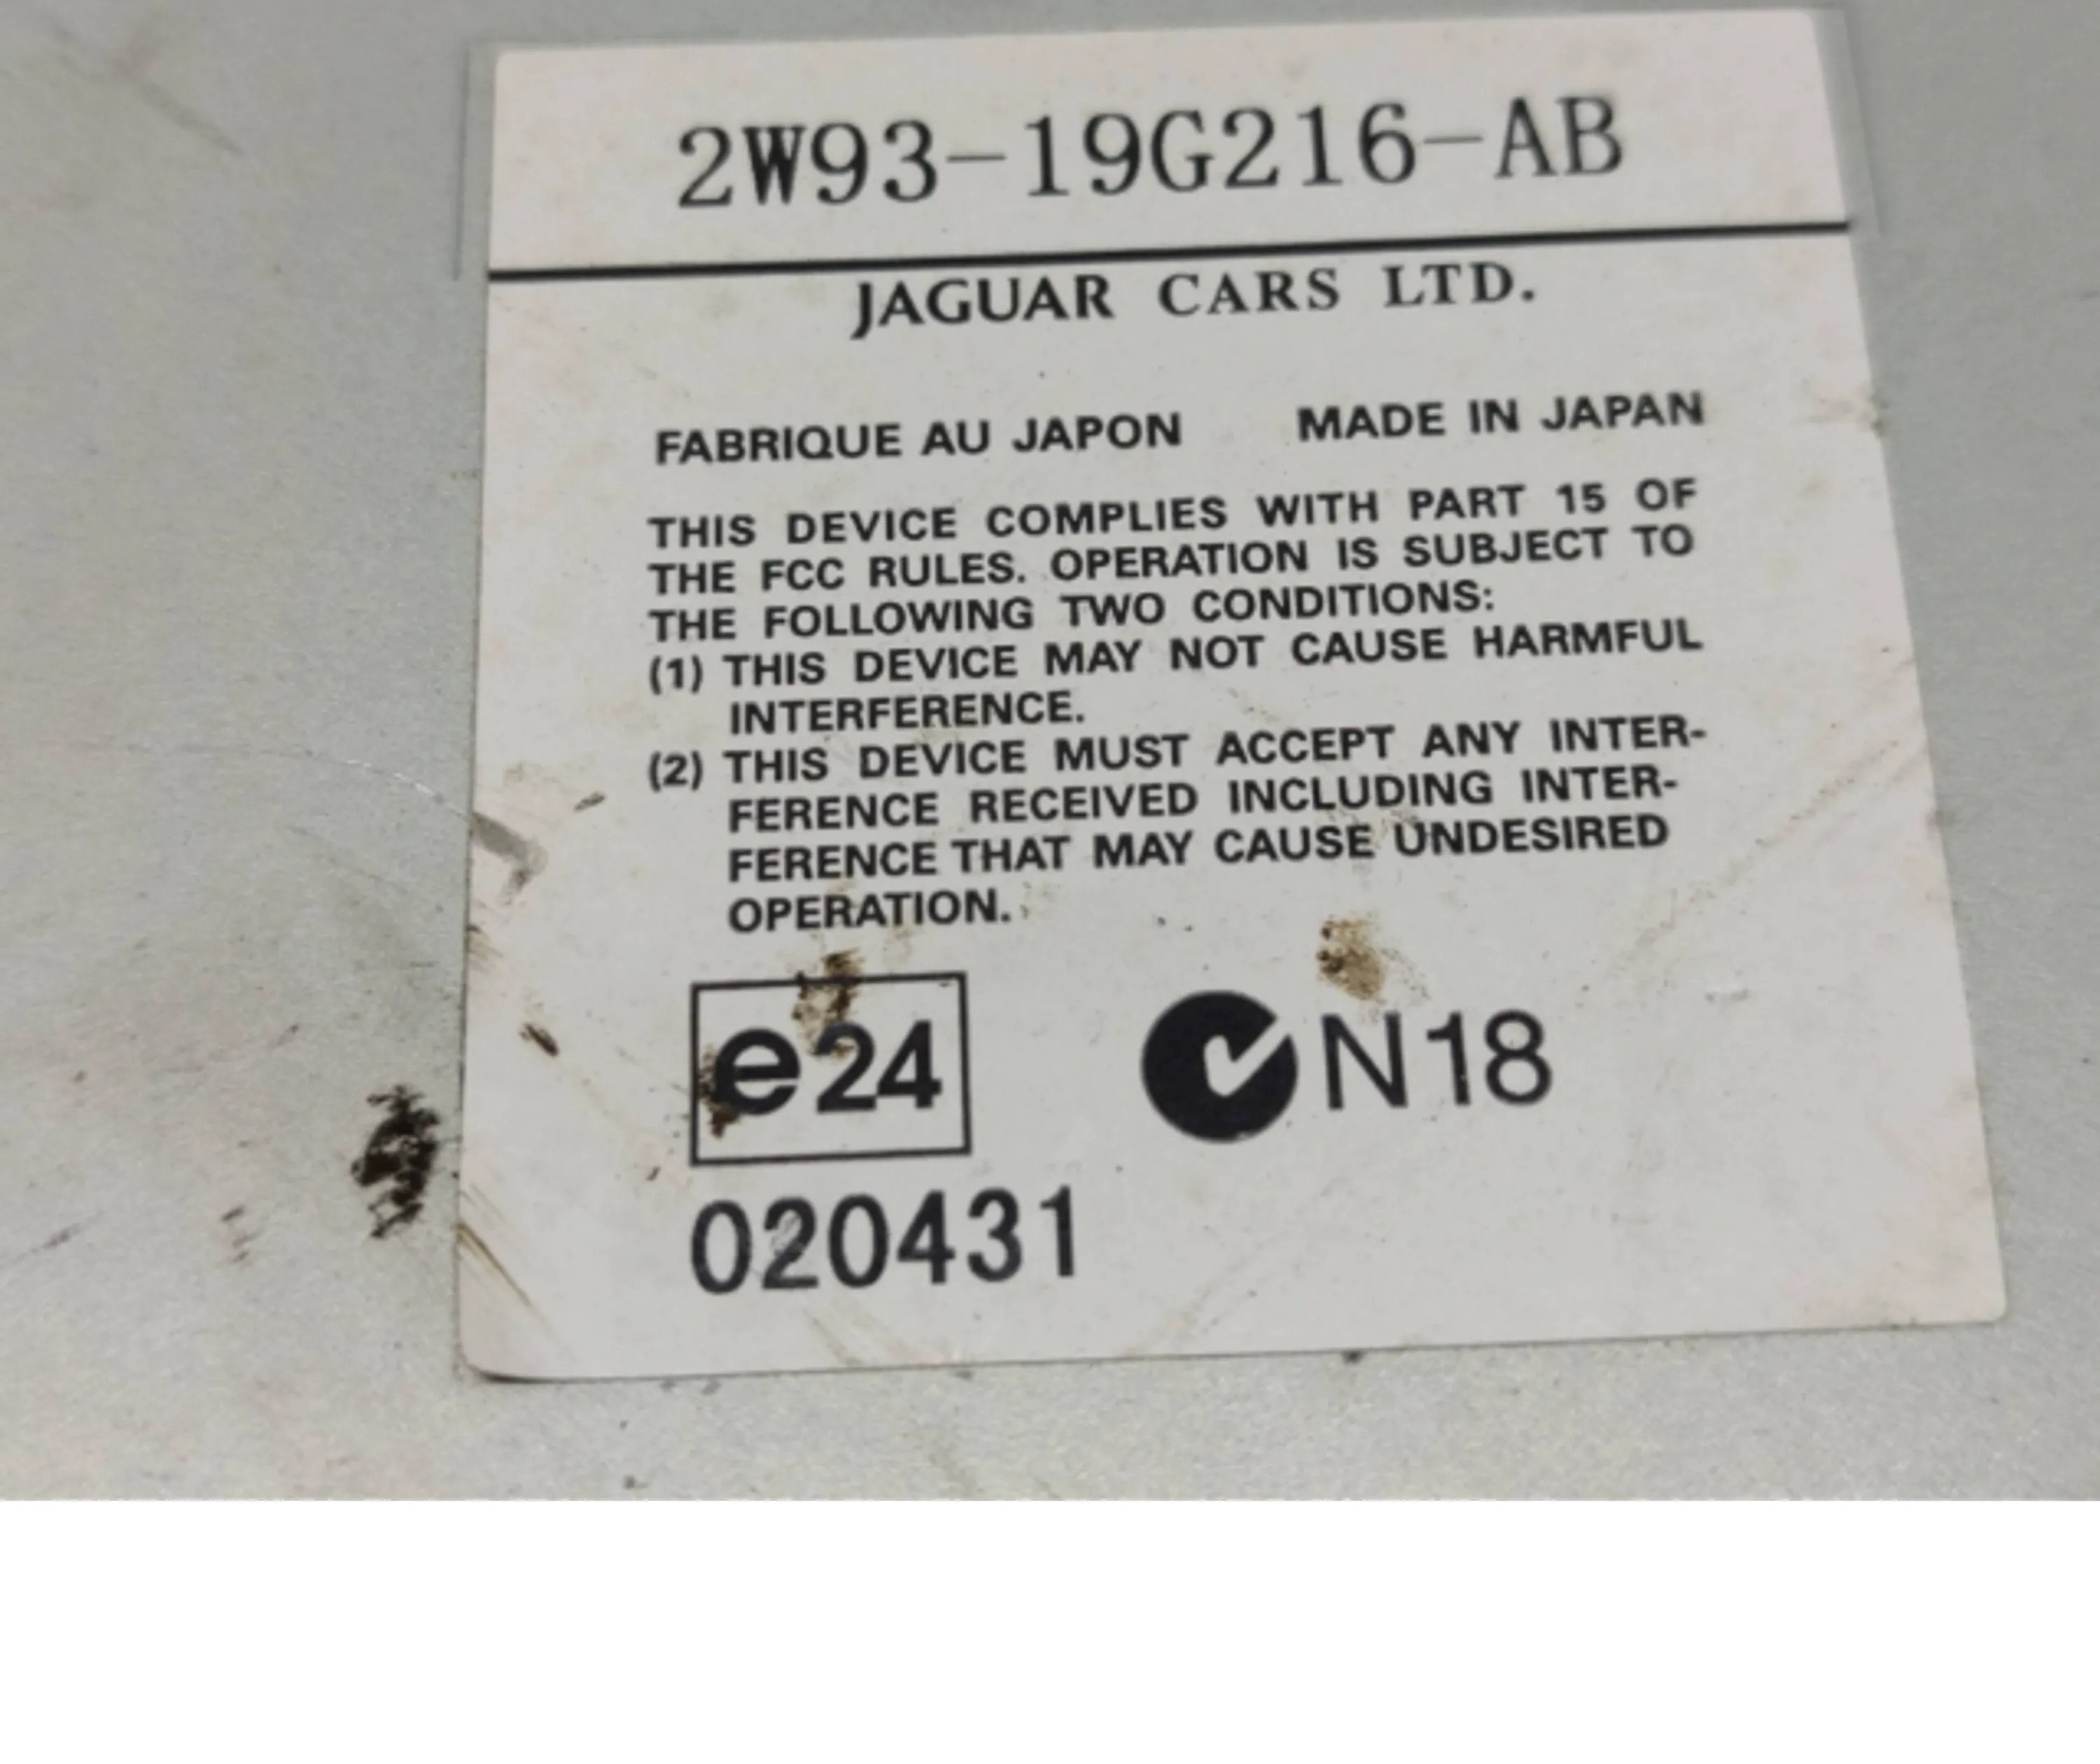 2W93-19G216-AB
JAGUAR CARS LTD.
FABRIQUE AU JAPON MADE IN JAPAN
THIS DEVICE COMPLIES WITH PART 15 OF
THE FCC RULES. OPERATION IS SUBJECT TO
THE FOLLOWING TWO CONDITIONS:
(1) THIS DEVICE MAY NOT CAUSE HARMFUL
INTERFERENCE.
(2) THIS DEVICE MUST ACCEPT ANY INTER-
FERENCE RECEIVED INCLUDING INTER-
FERENCE THAT MAY CAUSE UNDESIRED
OPERATION.
e24 N18
020431